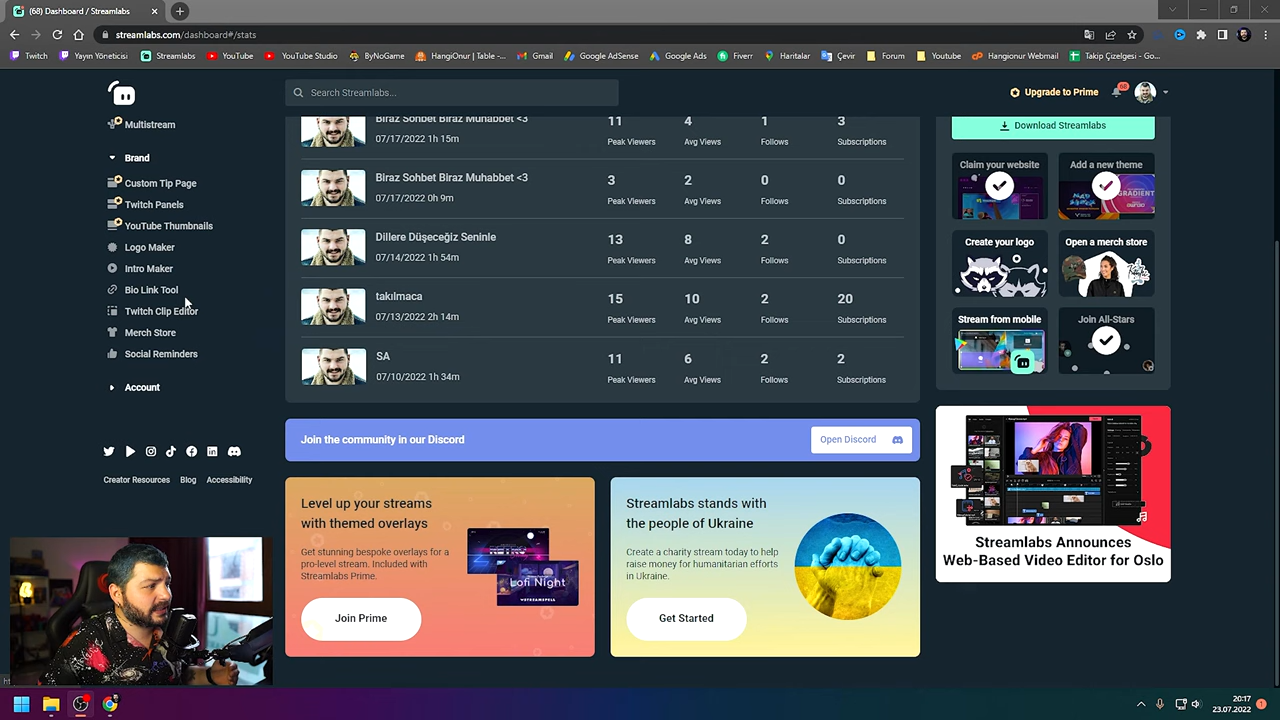 (68) Dashboard / Streamlabs
streamlabs.com/dashboard#/stats
Twitch
Yayın Yöneticisi
Streamlabs
YouTube
YouTube Studio
ByNoGame
HangiOnur | Table -...
Gmail
Google AdSense
Google Ads
Fiverr
Haritalar
Çevir
Forum
Youtube
Hangionur Webmail
Takip Çizelgesi – Go...
Search Streamlabs...
Upgrade to Prime
68
Multistream
Brand
Custom Tip Page
Twitch Panels
YouTube Thumbnails
Logo Maker
Intro Maker
Bio Link Tool
Twitch Clip Editor
Merch Store
Social Reminders
Account
Creator Resources
Blog
Accessibility
Biraz Sohbet Biraz Muhabbet <3
07/17/2022 1h 15m
11 4 1 3
Peak Viewers Avg Views Follows Subscriptions
Biraz Sohbet Biraz Muhabbet <3
07/17/2022 0h 9m
3 2 0 0
Peak Viewers Avg Views Follows Subscriptions
Dillere Düşeceğiz Seninle
07/14/2022 1h 54m
13 8 2 0
Peak Viewers Avg Views Follows Subscriptions
takılmaca
07/13/2022 2h 14m
15 10 2 20
Peak Viewers Avg Views Follows Subscriptions
SA
07/10/2022 1h 34m
11 6 2 2
Peak Viewers Avg Views Follows Subscriptions
Join the community in our Discord
Open Discord
Level up your streams
with themed overlays
Get stunning bespoke overlays for a
pro-level stream. Included with
Streamlabs Prime.
Join Prime
Lofi Night
Streamlabs stands with
the people of Ukraine
Create a charity stream today to help
raise money for humanitarian efforts
in Ukraine.
Get Started
Download Streamlabs
Claim your website
Add a new theme
GRADIENT
Create your logo
Open a merch store
Stream from mobile
Join All-Stars
Streamlabs Announces
Web-Based Video Editor for Oslo
20:17
23.07.2022
1